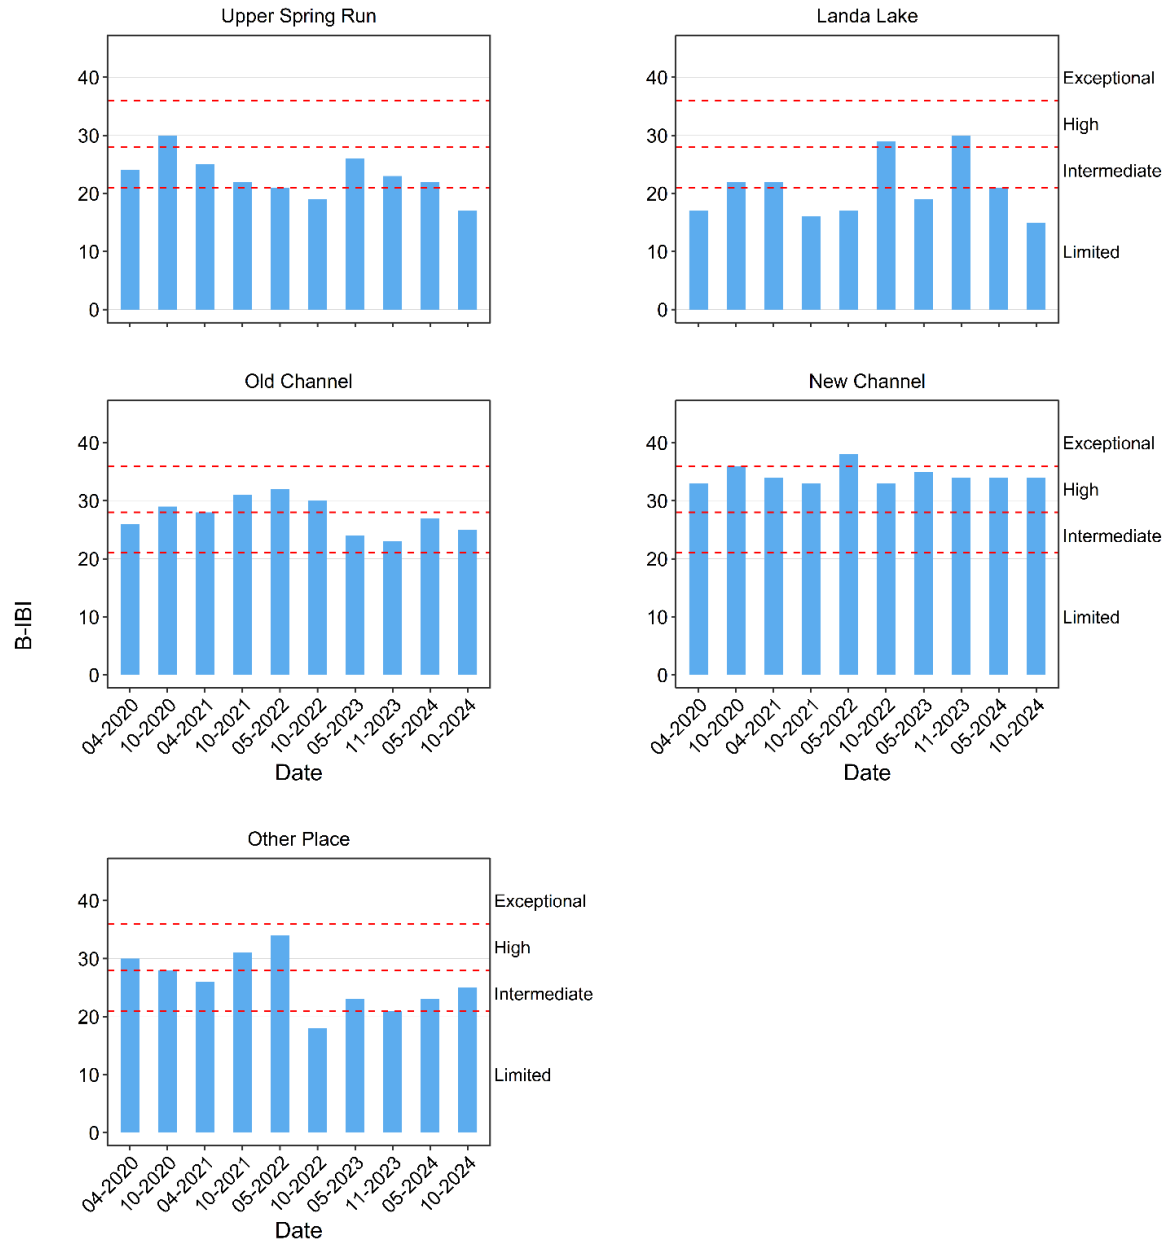 Upper Spring Run
40
30
20
10
0
Landa Lake
40
30
20
10
0
Exceptional
High
Intermediate
Limited
B-IBI
Old Channel
40
30
20
10
0
04-2020
10-2020
04-2021
10-2021
05-2022
10-2022
05-2023
11-2023
05-2024
10-2024
Date
New Channel
40
30
20
10
0
Exceptional
High
Intermediate
Limited
04-2020
10-2020
04-2021
10-2021
05-2022
10-2022
05-2023
11-2023
05-2024
10-2024
Date
Other Place
40
30
20
10
0
Exceptional
High
Intermediate
Limited
04-2020
10-2020
04-2021
10-2021
05-2022
10-2022
05-2023
11-2023
05-2024
10-2024
Date